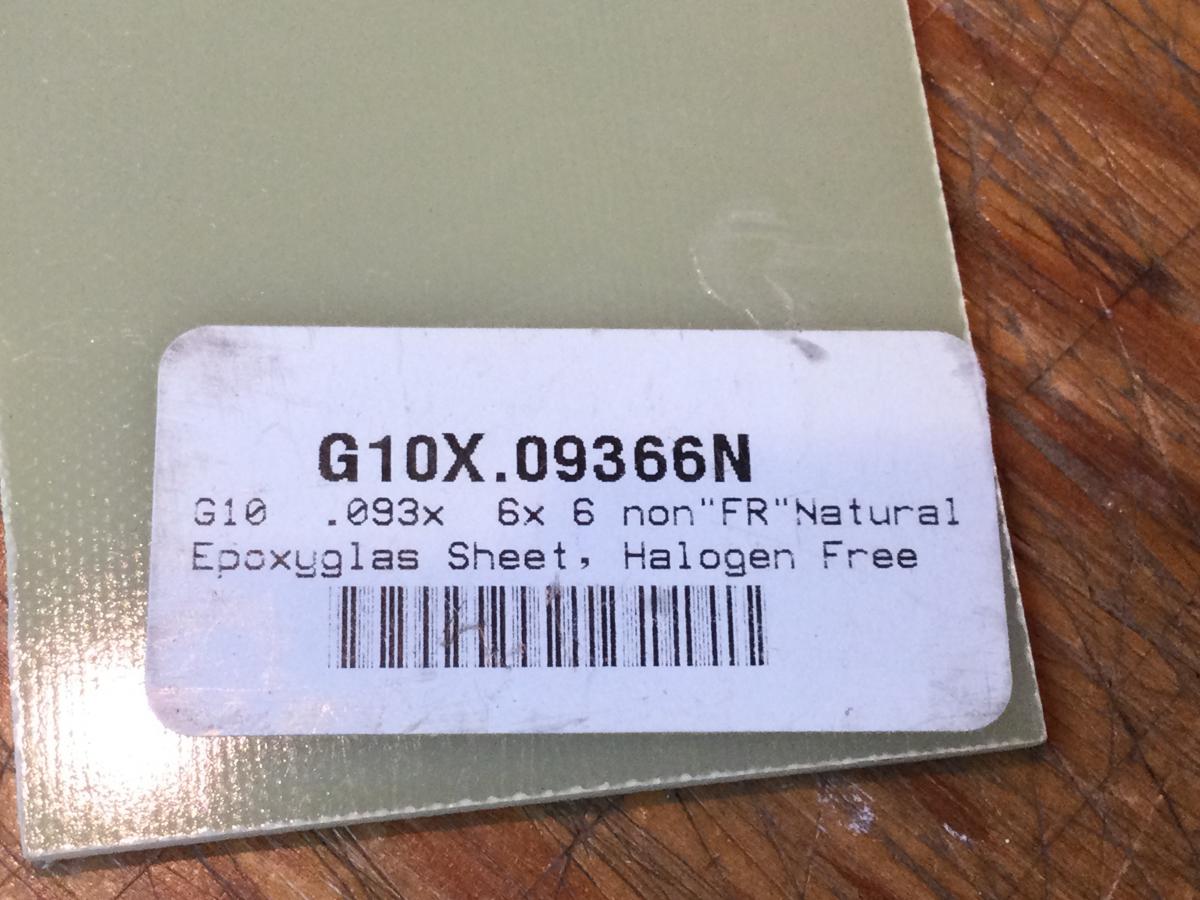 G10X.09366N
G10 .093x 6x 6 non"FR"Natural
Epoxyglas Sheet, Halogen Free